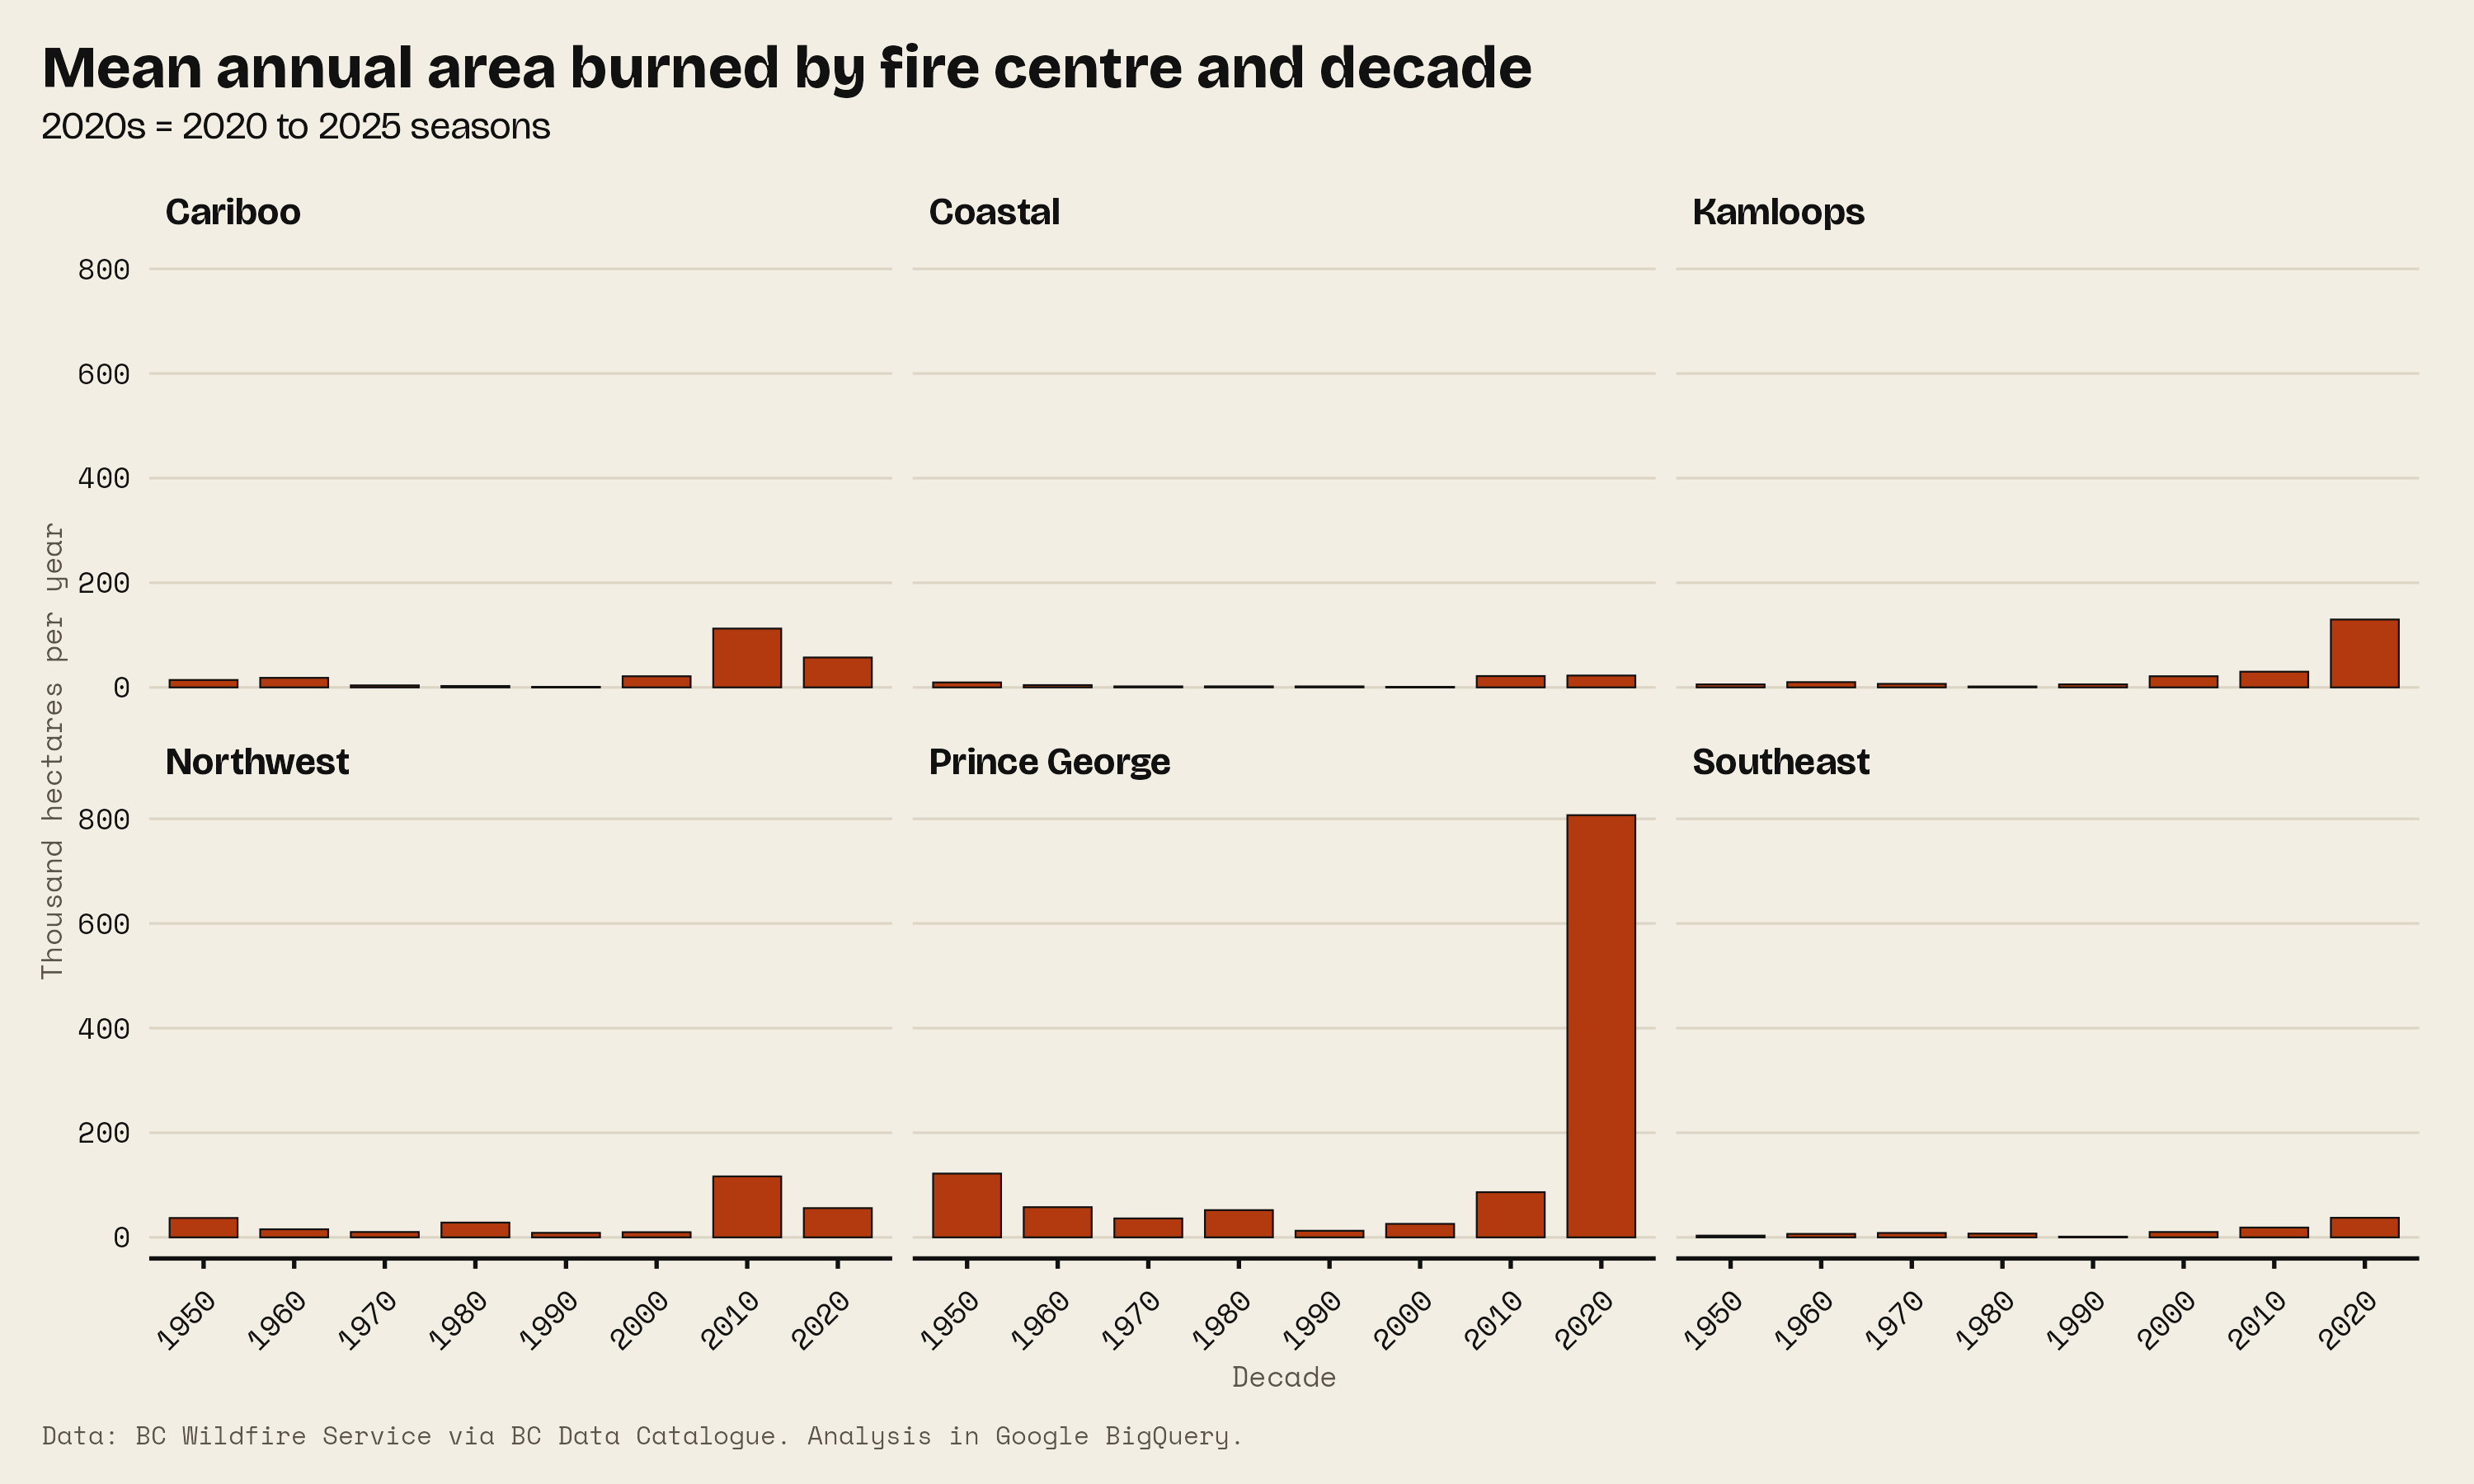 Mean annual area burned by fire centre and decade
2020s = 2020 to 2025 seasons
Cariboo
Coastal
Kamloops
800
600
400
200
0
Thousand hectares per year
Northwest
Prince George
Southeast
800
600
400
200
0
1950 1960 1970 1980 1990 2000 2010 2020
1950 1960 1970 1980 1990 2000 2010 2020
1950 1960 1970 1980 1990 2000 2010 2020
Decade
Data: BC Wildfire Service via BC Data Catalogue. Analysis in Google BigQuery.